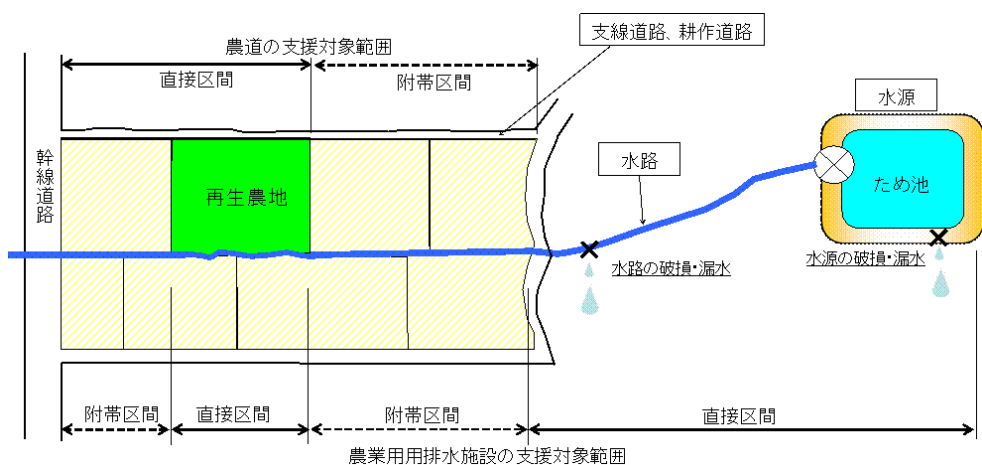 支線道路、耕作道路
農道の支援対象範囲
直接区間
附帯区間
水源
幹線道路
水路
再生農地
ため池
水路の破損・漏水
水源の破損・漏水
附帯区間
直接区間
附帯区間
直接区間
農業用用排水施設の支援対象範囲